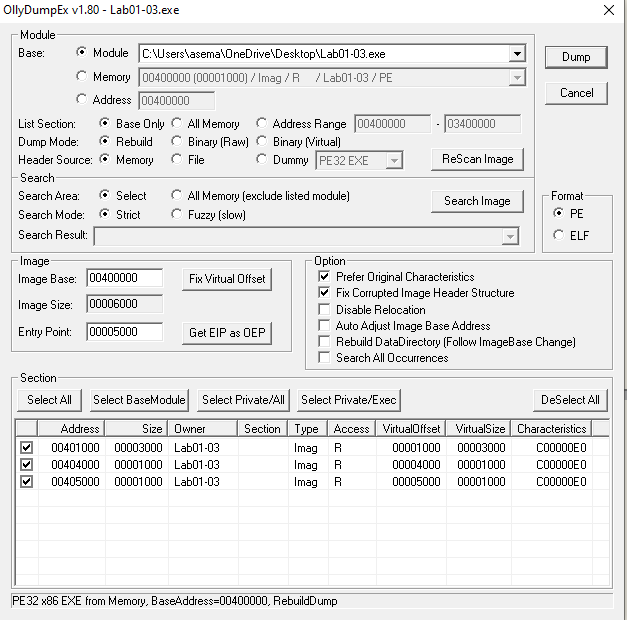 OllyDumpEx v1.80 - Lab01-03.exe
Module
Base: Module C:\Users\asema\OneDrive\Desktop\Lab01-03.exe Dump
Memory 00400000 (00001000) / Imag / R / Lab01-03 / PE
Address 00400000 Cancel
List Section: Base Only All Memory Address Range 00400000 - 03400000
Dump Mode: Rebuild Binary (Raw) Binary (Virtual)
Header Source: Memory File Dummy PE32 EXE ReScan Image
Search
Search Area: Select All Memory (exclude listed module) Search Image
Search Mode: Strict Fuzzy (slow)
Search Result:
Format
PE
ELF
Image
Image Base: 00400000 Fix Virtual Offset
Image Size: 00006000
Entry Point: 00005000 Get EIP as OEP
Option
Prefer Original Characteristics
Fix Corrupted Image Header Structure
Disable Relocation
Auto Adjust Image Base Address
Rebuild DataDirectory (Follow ImageBase Change)
Search All Occurrences
Section
Select All Select BaseModule Select Private/All Select Private/Exec DeSelect All
Address Size Owner Section Type Access VirtualOffset VirtualSize Characteristics
00401000 00003000 Lab01-03 Imag R 00001000 00003000 C00000E0
00404000 00001000 Lab01-03 Imag R 00004000 00001000 C00000E0
00405000 00001000 Lab01-03 Imag R 00005000 00001000 C00000E0
PE32 x86 EXE from Memory, BaseAddress=00400000, RebuildDump